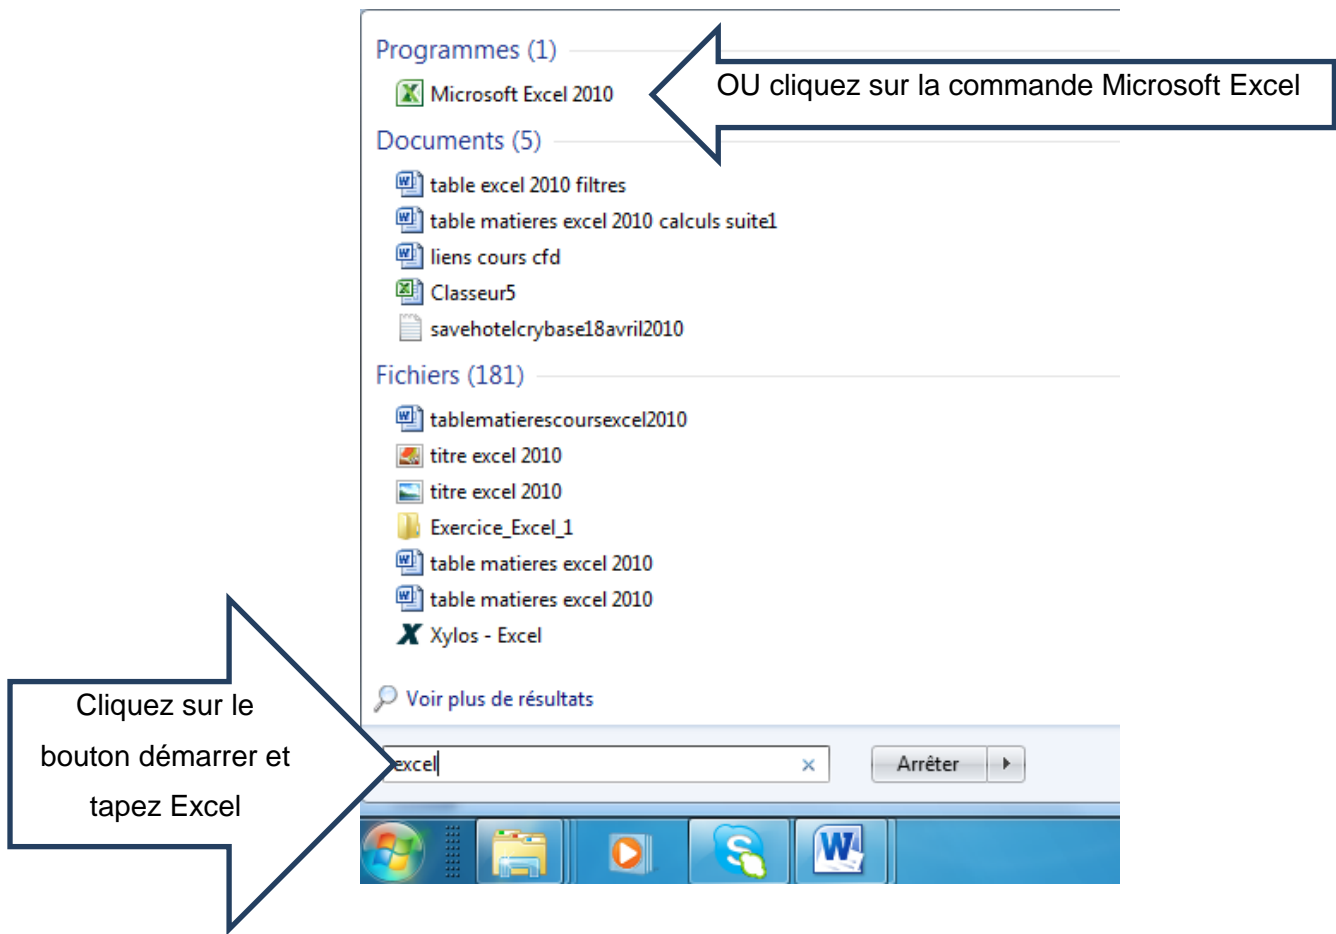 Programmes (1)
Microsoft Excel 2010
OU cliquez sur la commande Microsoft Excel
Documents (5)
table excel 2010 filtres
table matieres excel 2010 calculs suite1
liens cours cfd
Classeur5
savehotelcrybase18avril2010
Fichiers (181)
tablematierescoursexcel2010
titre excel 2010
titre excel 2010
Exercice_Excel_1
table matieres excel 2010
table matieres excel 2010
Xylos - Excel
Voir plus de résultats
Cliquez sur le
bouton démarrer et
tapez Excel
excel
Arrêter